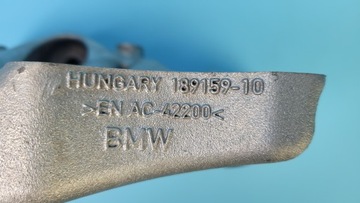 HUNGARY 189159-10
>EN AC-42200<
BMW